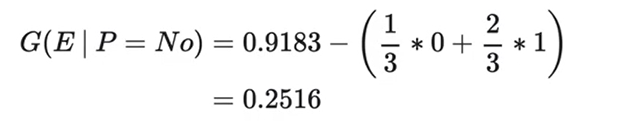 G(E | P = No) = 0.9183 − (1/3 * 0 + 2/3 * 1)
= 0.2516